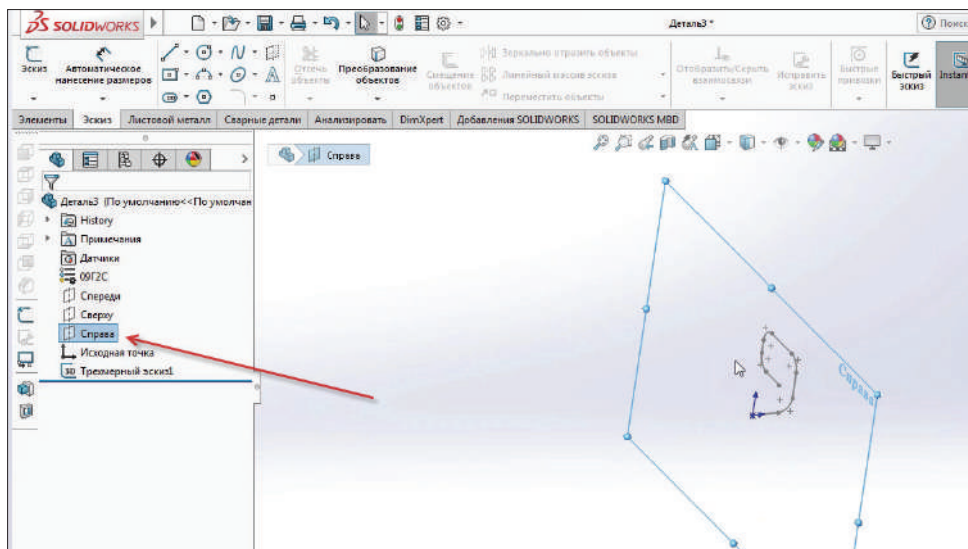 SOLIDWORKS
Деталь3 *
Поиск
Эскиз
Автоматическое нанесение размеров
Отсечь объекты
Преобразование объектов
Смещение объектов
Зеркально отразить объекты
Линейный массив эскиза
Переместить объекты
Отобразить/Скрыть взаимосвязи
Исправить эскиз
Быстрые привязки
Быстрый эскиз
Instant
Элементы Эскиз Листовой металл Сварные детали Анализировать DimXpert Добавления SOLIDWORKS SOLIDWORKS MBD
Справа
Деталь3 (По умолчанию<<По умолчан
History
Примечания
Датчики
09Г2С
Спереди
Сверху
Справа
Исходная точка
3D Трехмерный эскиз1
Справа